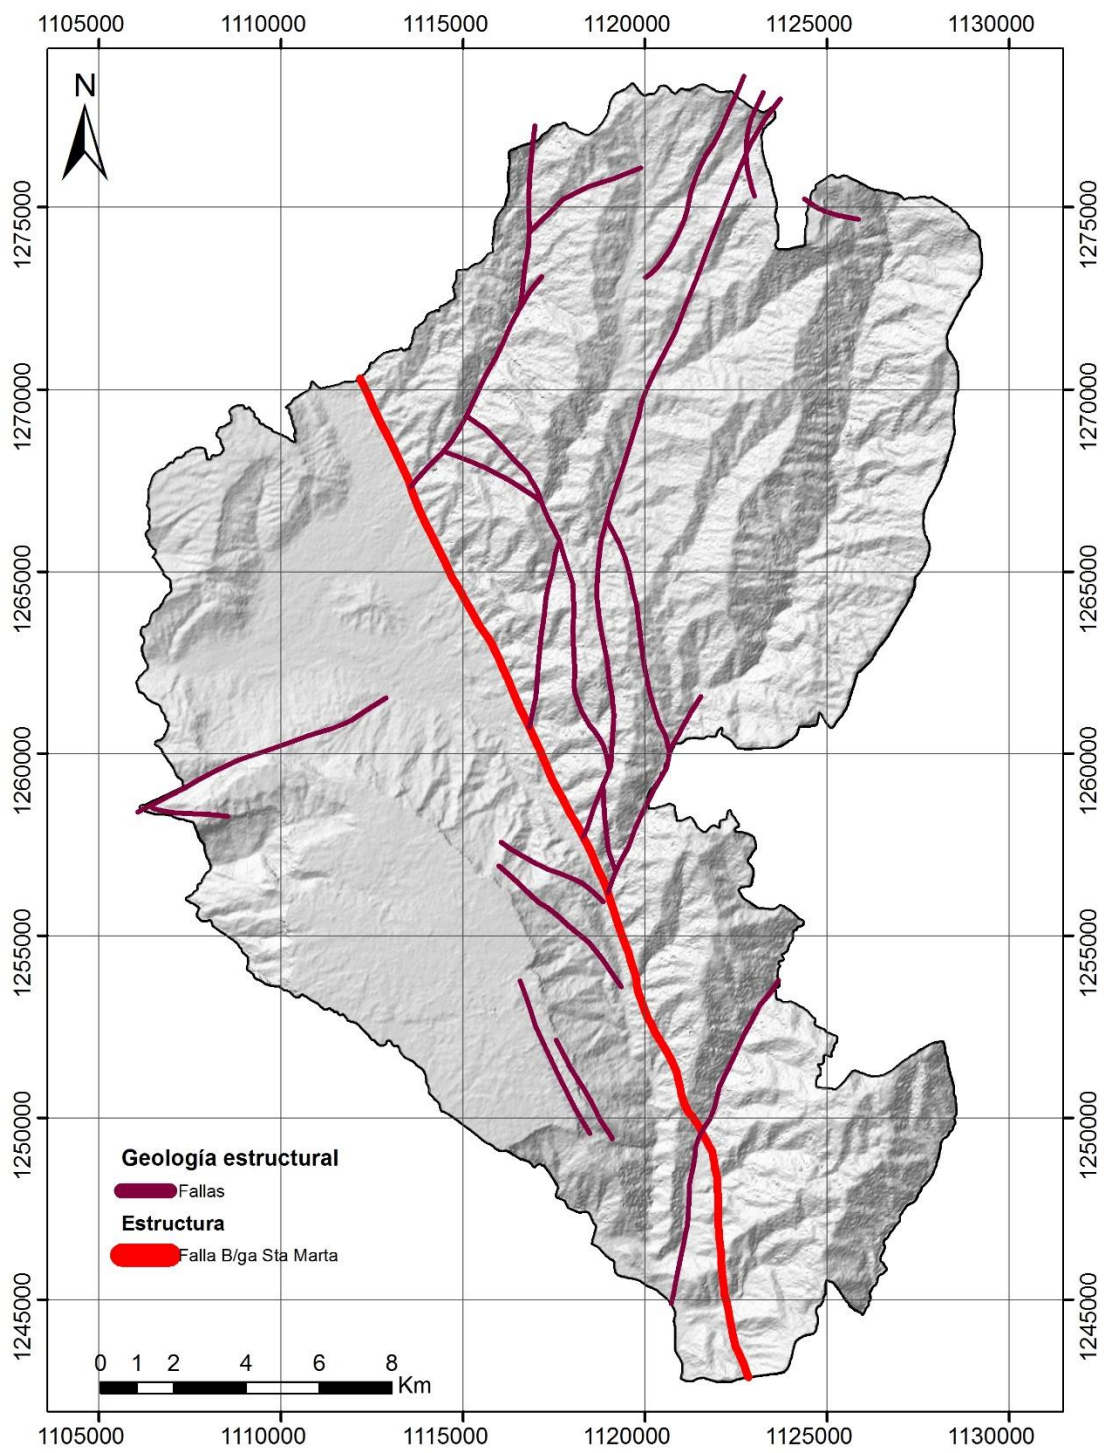 1105000 1110000 1115000 1120000 1125000 1130000
N
1275000 1275000
1270000 1270000
1265000 1265000
1260000 1260000
1255000 1255000
1250000 1250000
1245000 1245000
Geología estructural
Fallas
Estructura
Falla B/ga Sta Marta
0 1 2 4 6 8
Km
1105000 1110000 1115000 1120000 1125000 1130000